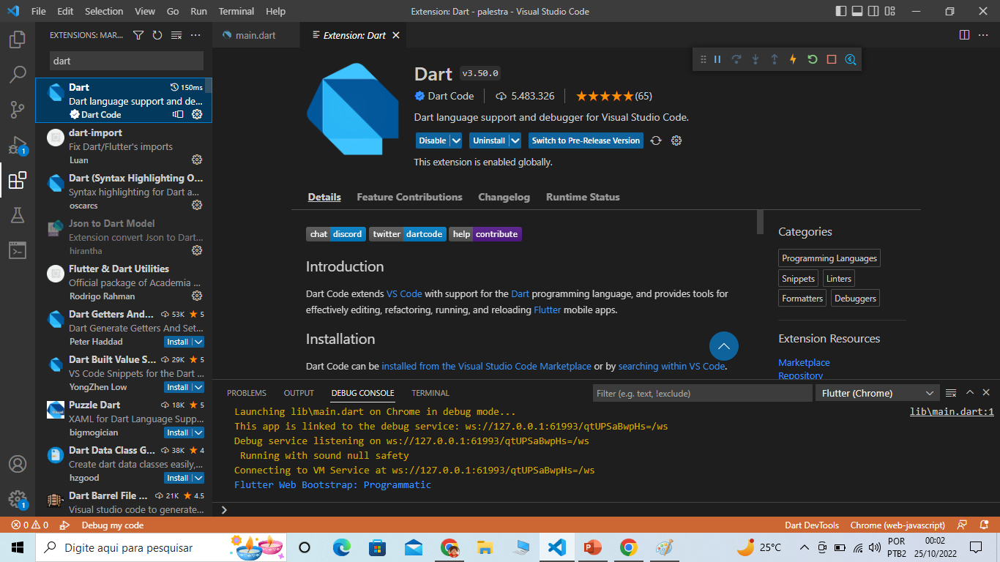 File Edit Selection View Go Run Terminal Help
Extension: Dart - palestra - Visual Studio Code
EXTENSIONS: MAR...
dart
Dart 150ms
Dart language support and de...
Dart Code
dart-import
Fix Dart/Flutter's imports
Luan
Dart (Syntax Highlighting O...
Syntax highlighting for Dart a...
oscarcs
Json to Dart Model
Extension convert Json to Dart...
hirantha
Flutter & Dart Utilities
Official package of Academia ...
Rodrigo Rahman
Dart Getters And... 53K 5
Dart Generate Getters And Set...
Peter Haddad Install
Dart Built Value S... 29K 5
VS Code Snippets for the Dart ...
YongZhen Low Install
Puzzle Dart 18K 5
XAML for Dart Language Supp...
bigmogician Install
Dart Data Class G... 38K 4
Create dart data classes easily,...
hzgood Install
Dart Barrel File ... 21K 4.5
Visual studio code to generate...
1
1
main.dart Extension: Dart
Dart v3.50.0
Dart Code 5.483.326 (65)
Dart language support and debugger for Visual Studio Code.
Disable Uninstall Switch to Pre-Release Version
This extension is enabled globally.
Details Feature Contributions Changelog Runtime Status
chat discord twitter dartcode help contribute
Introduction
Dart Code extends VS Code with support for the Dart programming language, and provides tools for
effectively editing, refactoring, running, and reloading Flutter mobile apps.
Installation
Dart Code can be installed from the Visual Studio Code Marketplace or by searching within VS Code.
Categories
Programming Languages
Snippets Linters
Formatters Debuggers
Extension Resources
Marketplace
Repository
PROBLEMS OUTPUT DEBUG CONSOLE TERMINAL Filter (e.g. text, !exclude) Flutter (Chrome)
Launching lib\main.dart on Chrome in debug mode... lib\main.dart:1
This app is linked to the debug service: ws://127.0.0.1:61993/qtUPSaBwpHs=/ws
Debug service listening on ws://127.0.0.1:61993/qtUPSaBwpHs=/ws
Running with sound null safety
Connecting to VM Service at ws://127.0.0.1:61993/qtUPSaBwpHs=/ws
Flutter Web Bootstrap: Programmatic
0 0 Debug my code Dart DevTools Chrome (web-javascript)
Digite aqui para pesquisar
25°C
POR
PTB2
00:02
25/10/2022